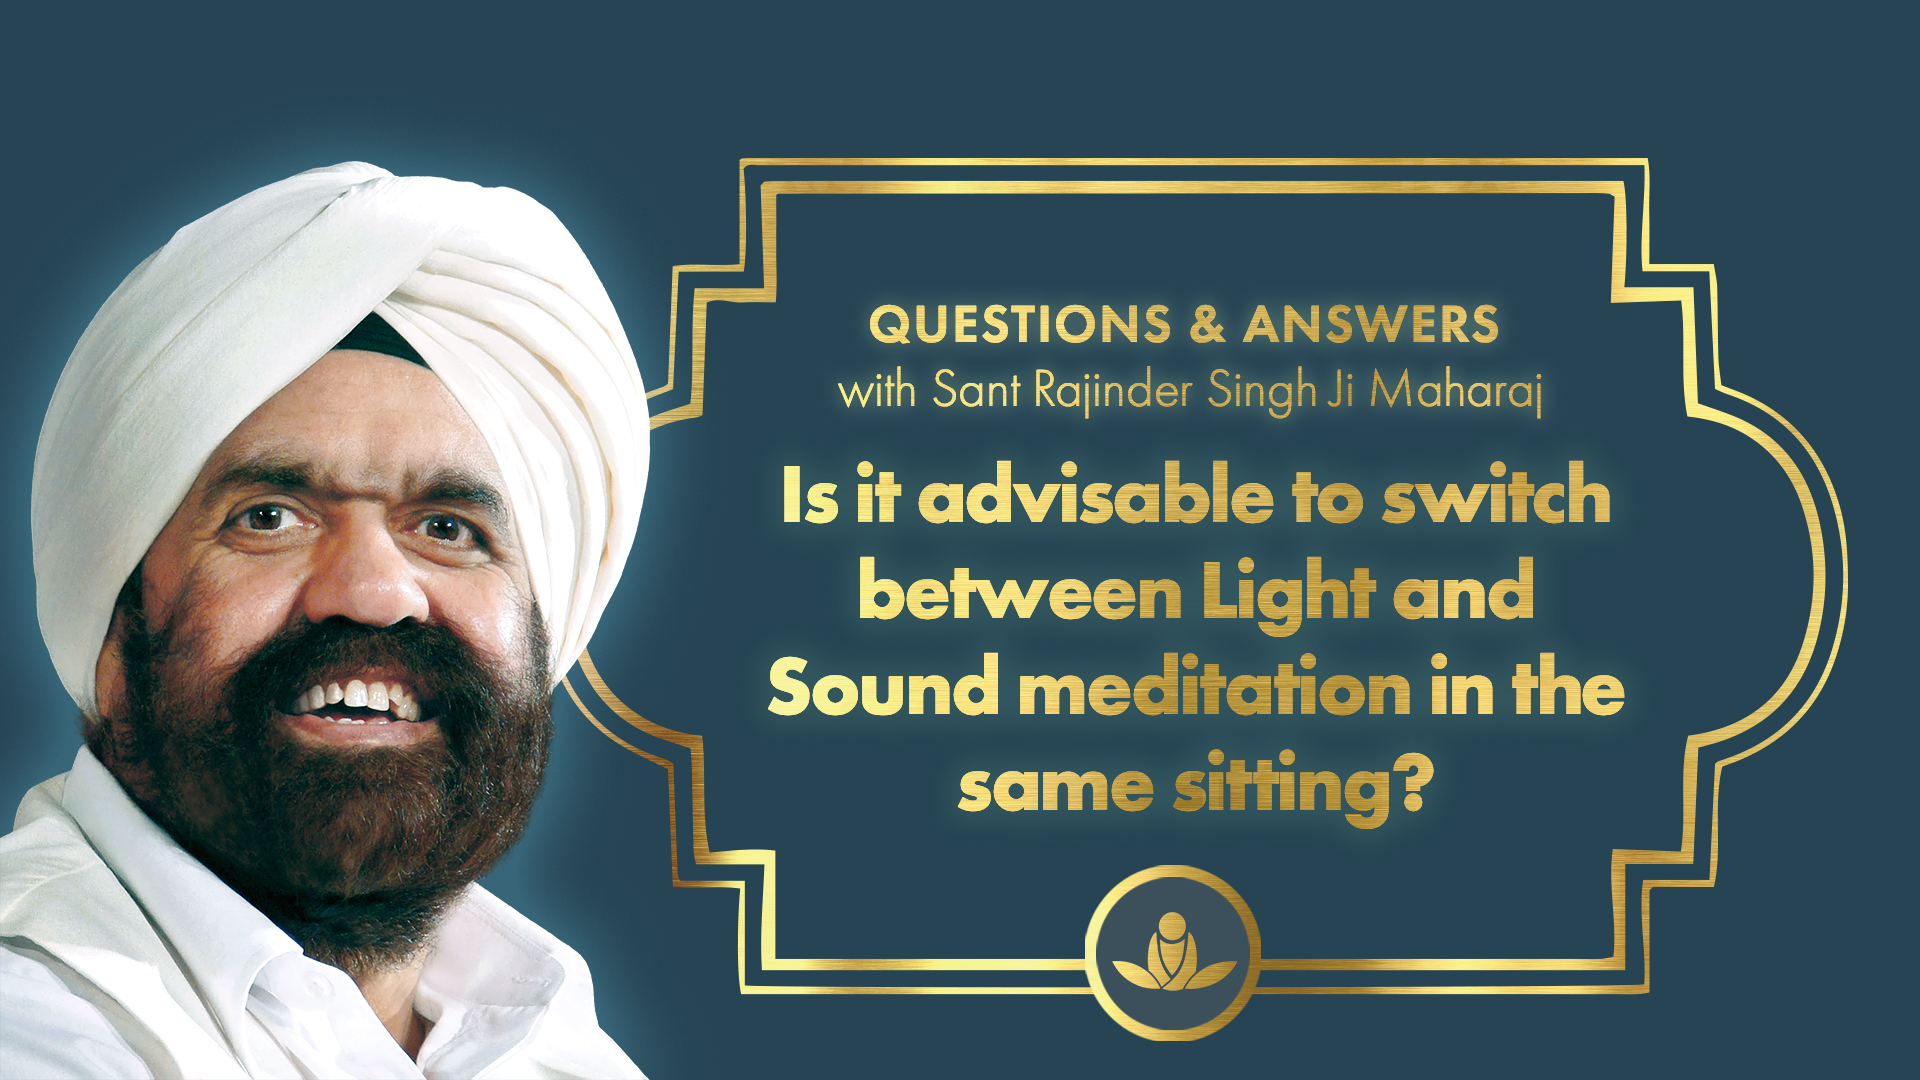 QUESTIONS & ANSWERS
with Sant Rajinder Singh Ji Maharaj
Is it advisable to switch
between Light and
Sound meditation in the
same sitting?